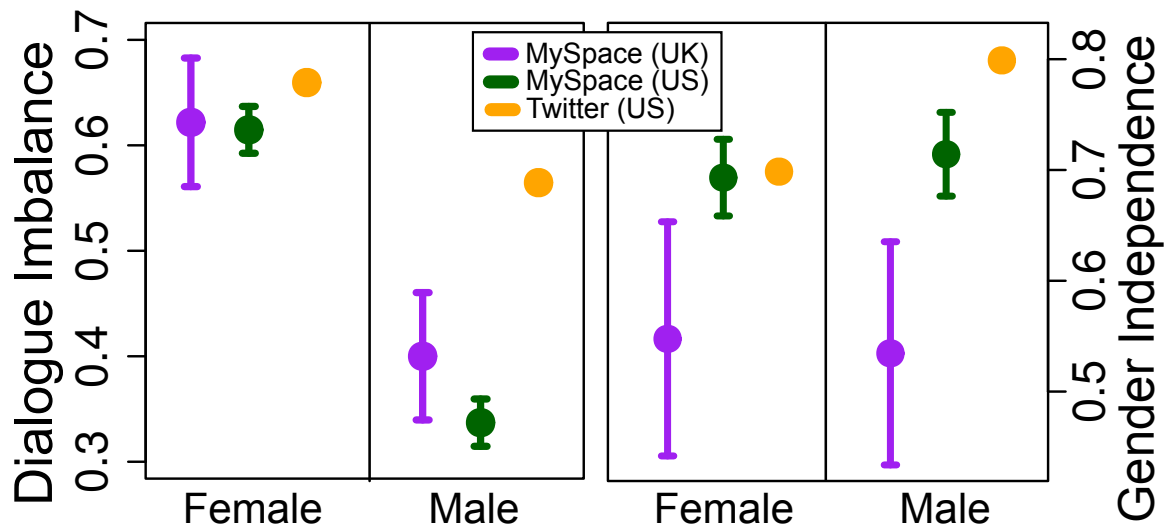 Dialogue Imbalance
0.7
0.6
0.5
0.4
0.3
MySpace (UK)
MySpace (US)
Twitter (US)
0.8
0.7
0.6
0.5
Gender Independence
Female
Male
Female
Male